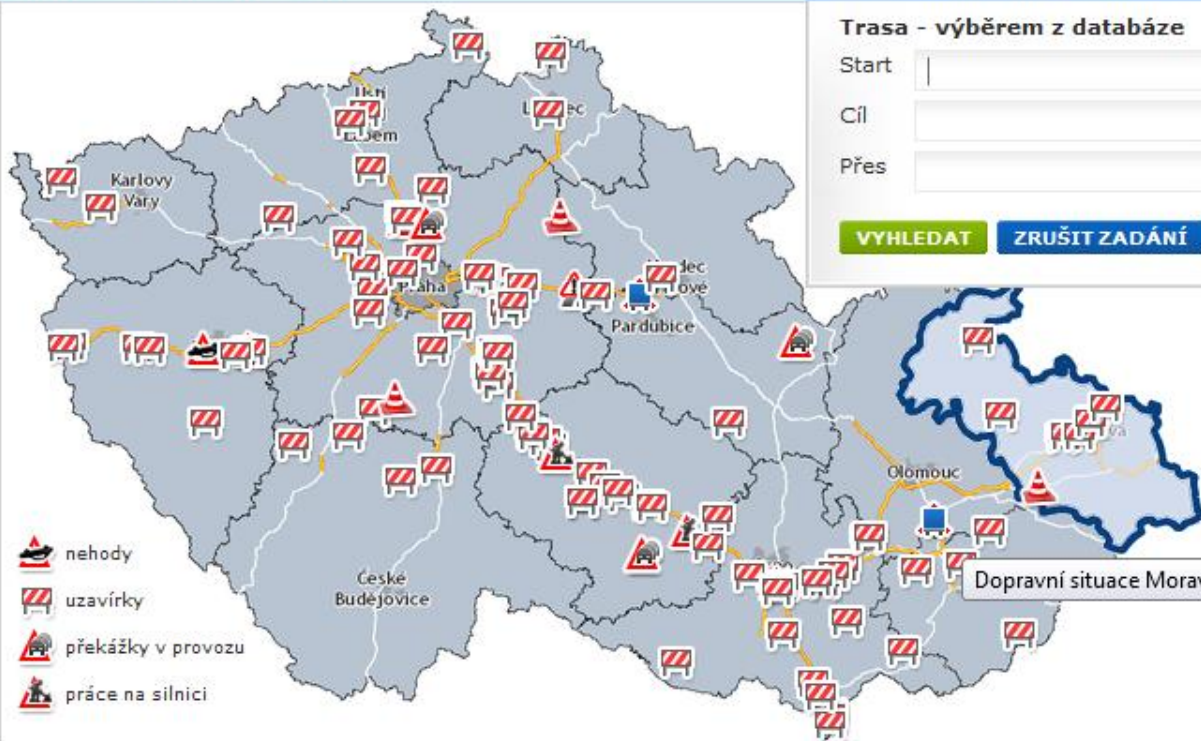 Trasa - výběrem z databáze
Start
Cíl
Přes
VYHLEDAT
ZRUŠIT ZADÁNÍ
Karlovy
Vary
Praha
Pardubice
Olomouc
České
Budějovice
Dopravní situace Morav
nehody
uzavírky
překážky v provozu
práce na silnici